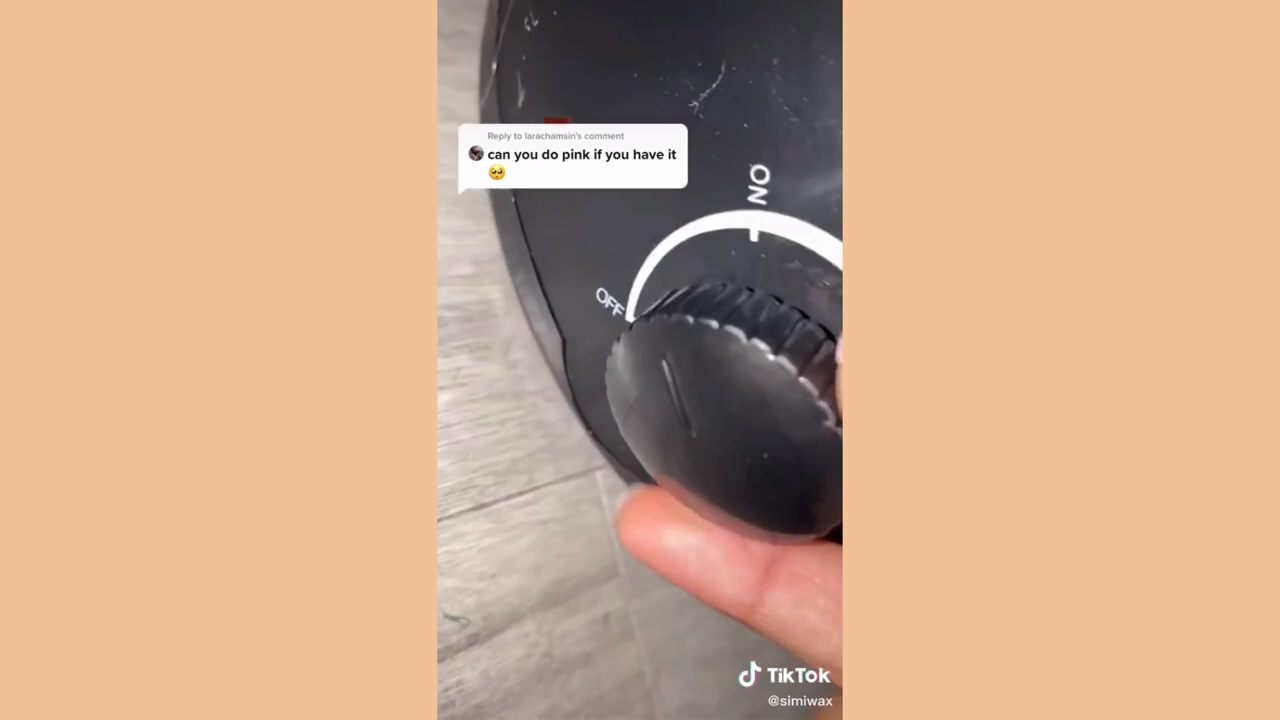 Reply to larachamsin's comment
can you do pink if you have it
🥺
ON
OFF
TikTok
@simiwax